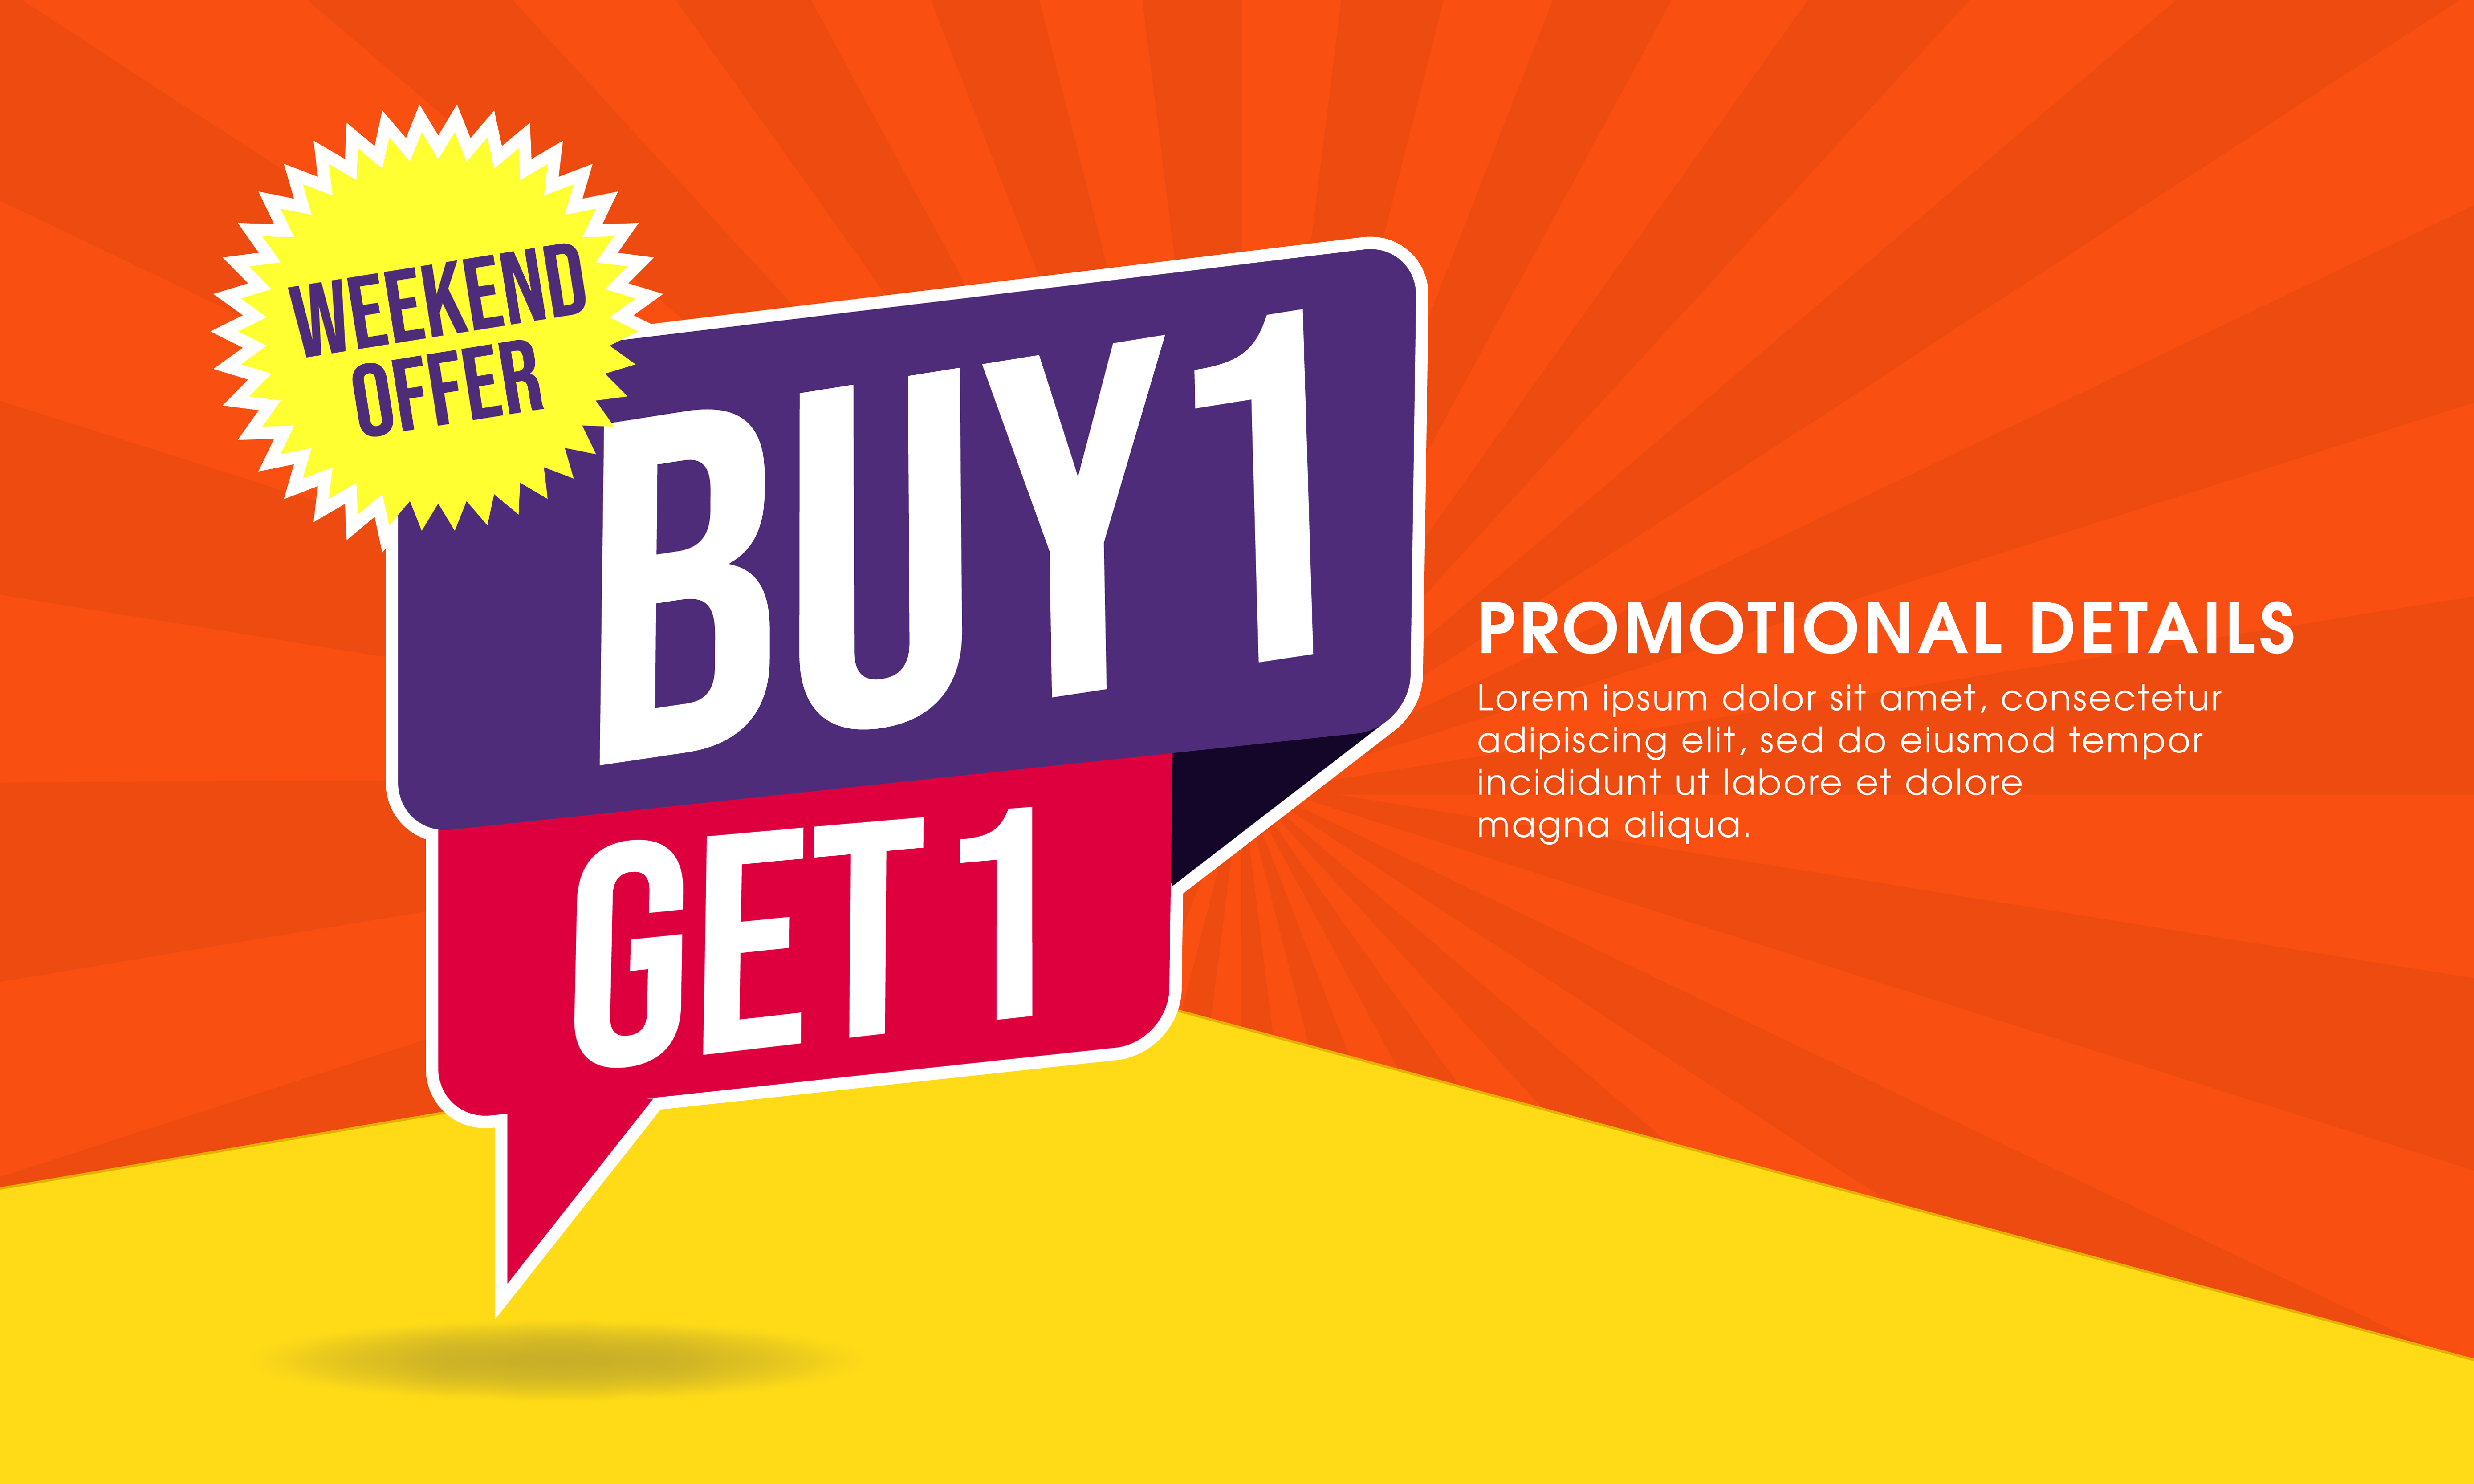 WEEKEND
OFFER
BUY 1
GET 1
PROMOTIONAL DETAILS
Lorem ipsum dolor sit amet, consectetur
adipiscing elit, sed do eiusmod tempor
incididunt ut labore et dolore
magna aliqua.